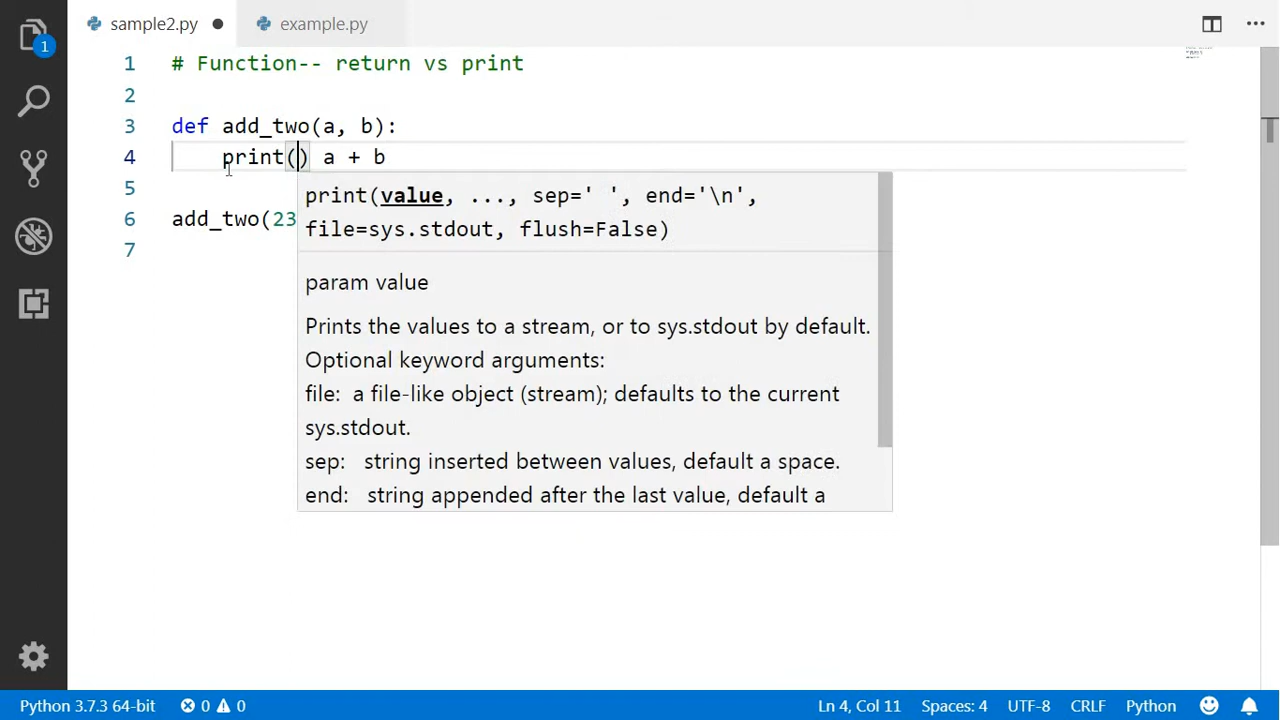 sample2.py
example.py
1
1 # Function-- return vs print
2
3 def add_two(a, b):
4 print() a + b
5
6 add_two(23
7
print(value, ..., sep=' ', end='\n',
file=sys.stdout, flush=False)
param value
Prints the values to a stream, or to sys.stdout by default.
Optional keyword arguments:
file: a file-like object (stream); defaults to the current
sys.stdout.
sep: string inserted between values, default a space.
end: string appended after the last value, default a
Python 3.7.3 64-bit 0 0 Ln 4, Col 11 Spaces: 4 UTF-8 CRLF Python